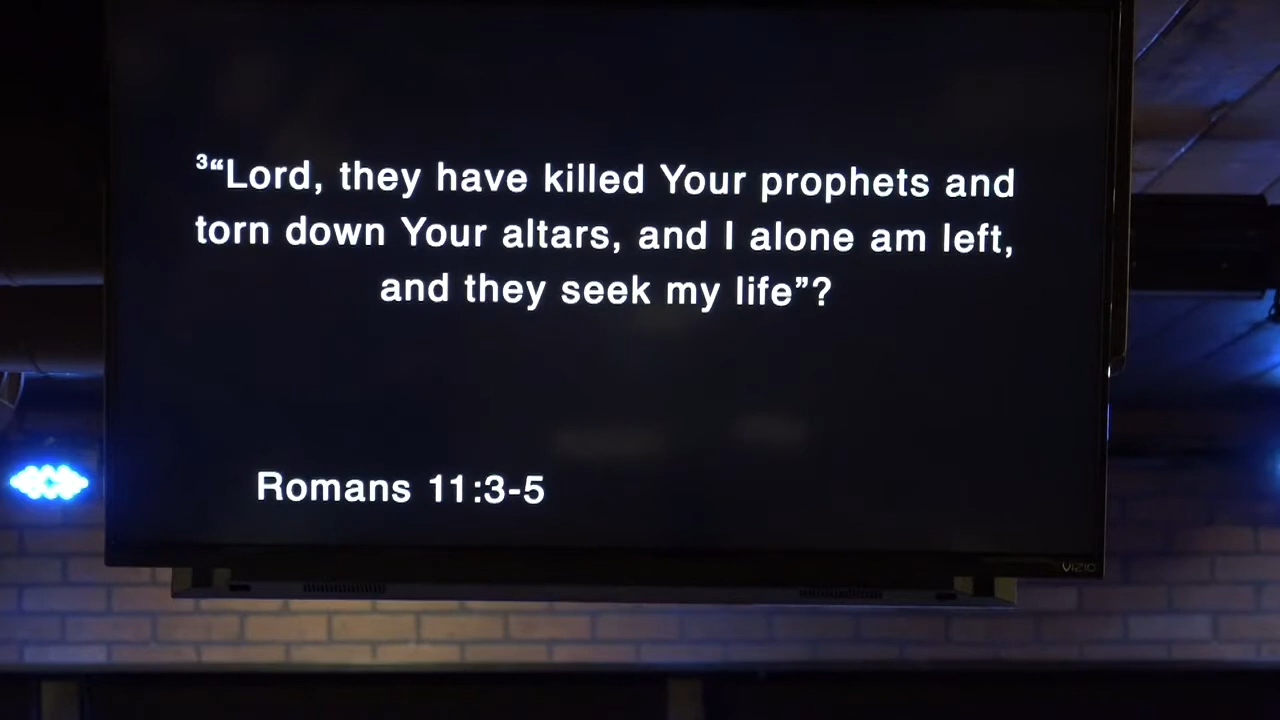 ³“Lord, they have killed Your prophets and
torn down Your altars, and I alone am left,
and they seek my life”?
Romans 11:3-5
VIZIO